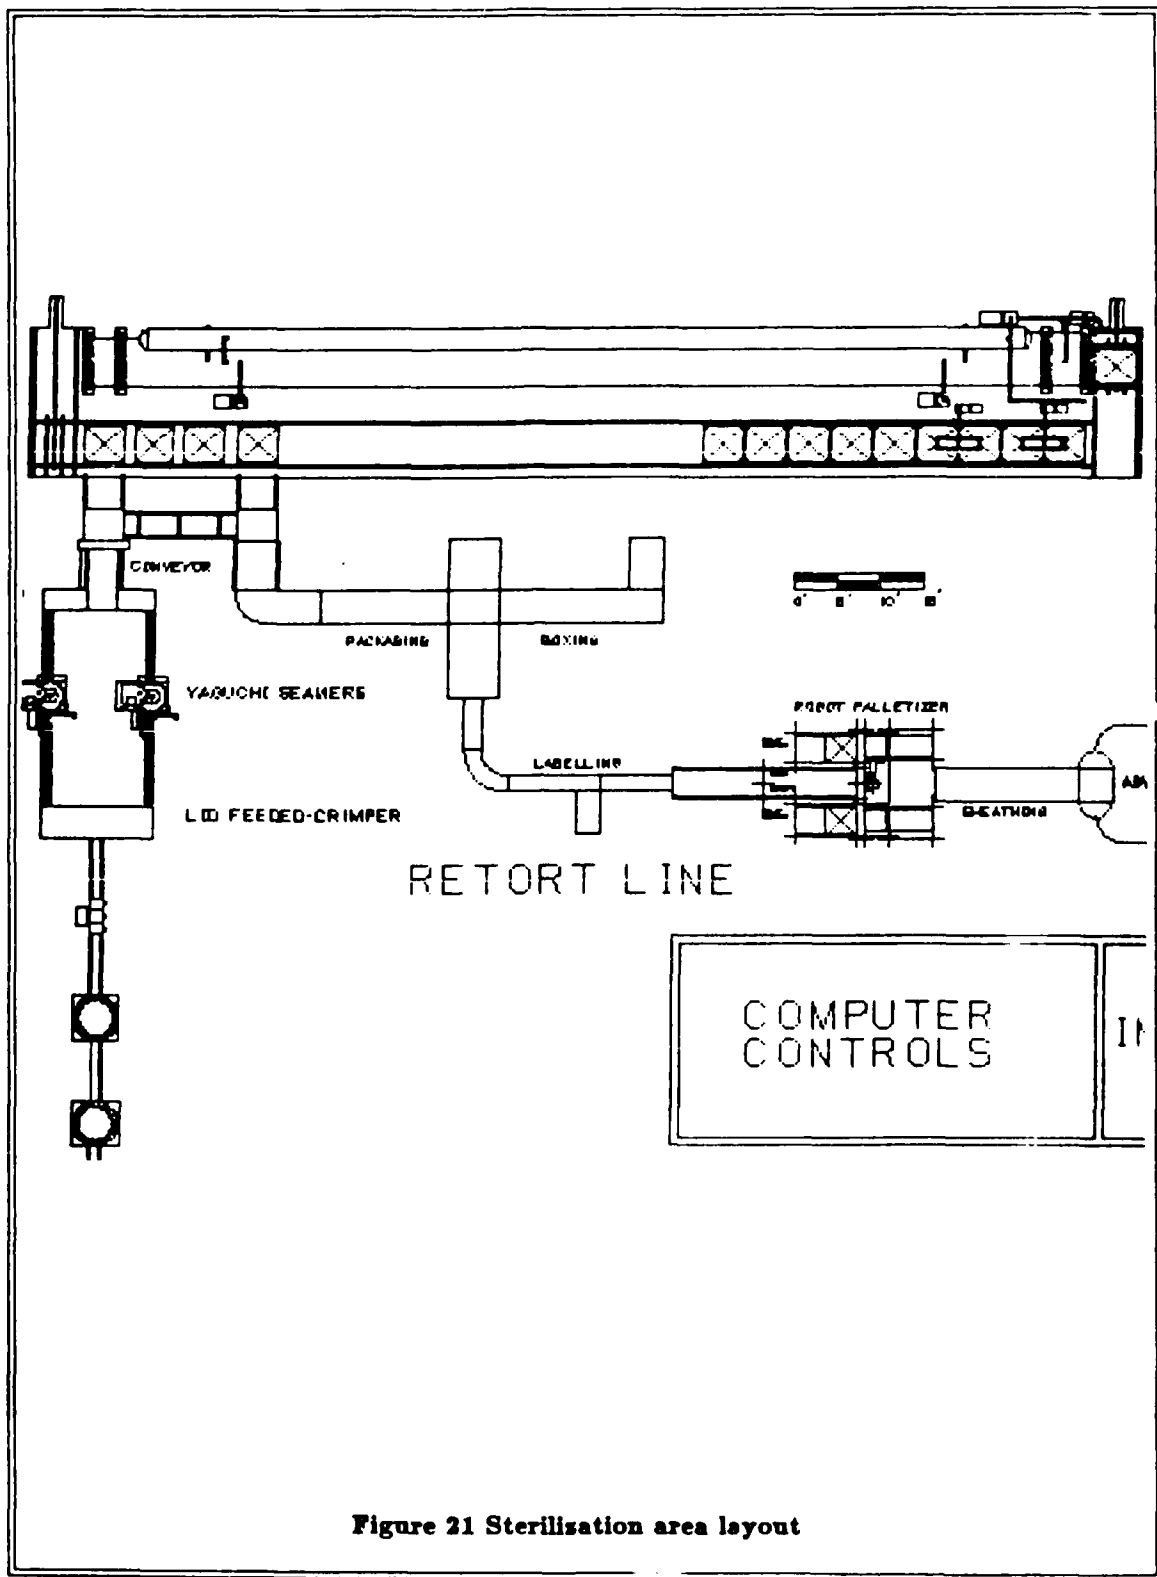 CONVEYOR
PACKAGING
BOXING
YAGUCHI SEAMERS
ROBOT PALLETIZER
LABELLING
LID FEEDED-CRIMPER
SHEATHING
RETORT LINE
COMPUTER
CONTROLS
Figure 21 Sterilisation area layout